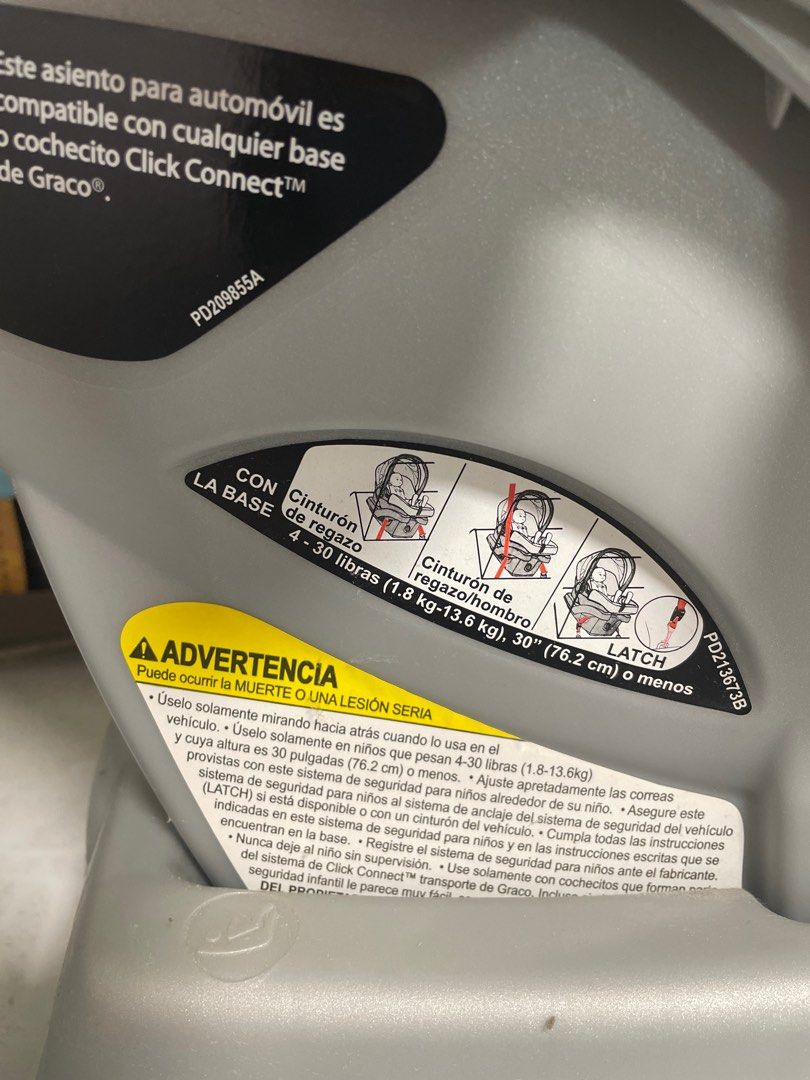 Este asiento para automóvil es
compatible con cualquier base
o cochecito Click Connect™
de Graco®.
PD209855A
CON
LA BASE
Cinturón
de regazo
Cinturón de
regazo/hombro
LATCH
4 - 30 libras (1.8 kg-13.6 kg), 30” (76.2 cm) o menos
PD213673B
⚠ ADVERTENCIA
Puede ocurrir la MUERTE O UNA LESIÓN SERIA
• Úselo solamente mirando hacia atrás cuando lo usa en el
vehículo. • Úselo solamente en niños que pesan 4-30 libras (1.8-13.6kg)
y cuya altura es 30 pulgadas (76.2 cm) o menos. • Ajuste apretadamente las correas
provistas con este sistema de seguridad para niños alrededor de su niño. • Asegure este
sistema de seguridad para niños al sistema de anclaje del sistema de seguridad del vehículo
(LATCH) si está disponible o con un cinturón del vehículo. • Cumpla todas las instrucciones
indicadas en este sistema de seguridad para niños y en las instrucciones escritas que se
encuentran en la base. • Registre el sistema de seguridad para niños ante el fabricante.
• Nunca deje al niño sin supervisión. • Use solamente con cochecitos que forman parte
del sistema de Click Connect™ transporte de Graco. Incluso
seguridad infantil le parece muy fácil
DEL